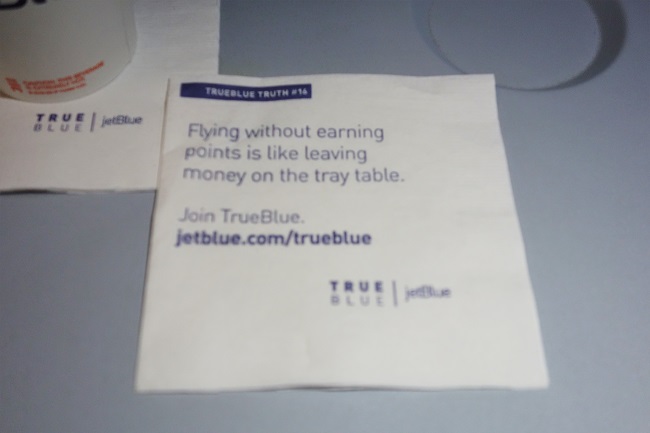 TRUEBLUE TRUTH #16
Flying without earning
points is like leaving
money on the tray table.
Join TrueBlue.
jetblue.com/trueblue
TRUE
BLUE | jetBlue
TRUE
BLUE | jetBlue